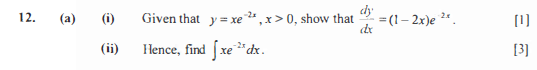 12. (a) (i) Given that y = xe⁻²ˣ, x > 0, show that dy/dx = (1 – 2x)e ²ˣ. [1]
(ii) Hence, find ∫ xe⁻²ˣ dx. [3]